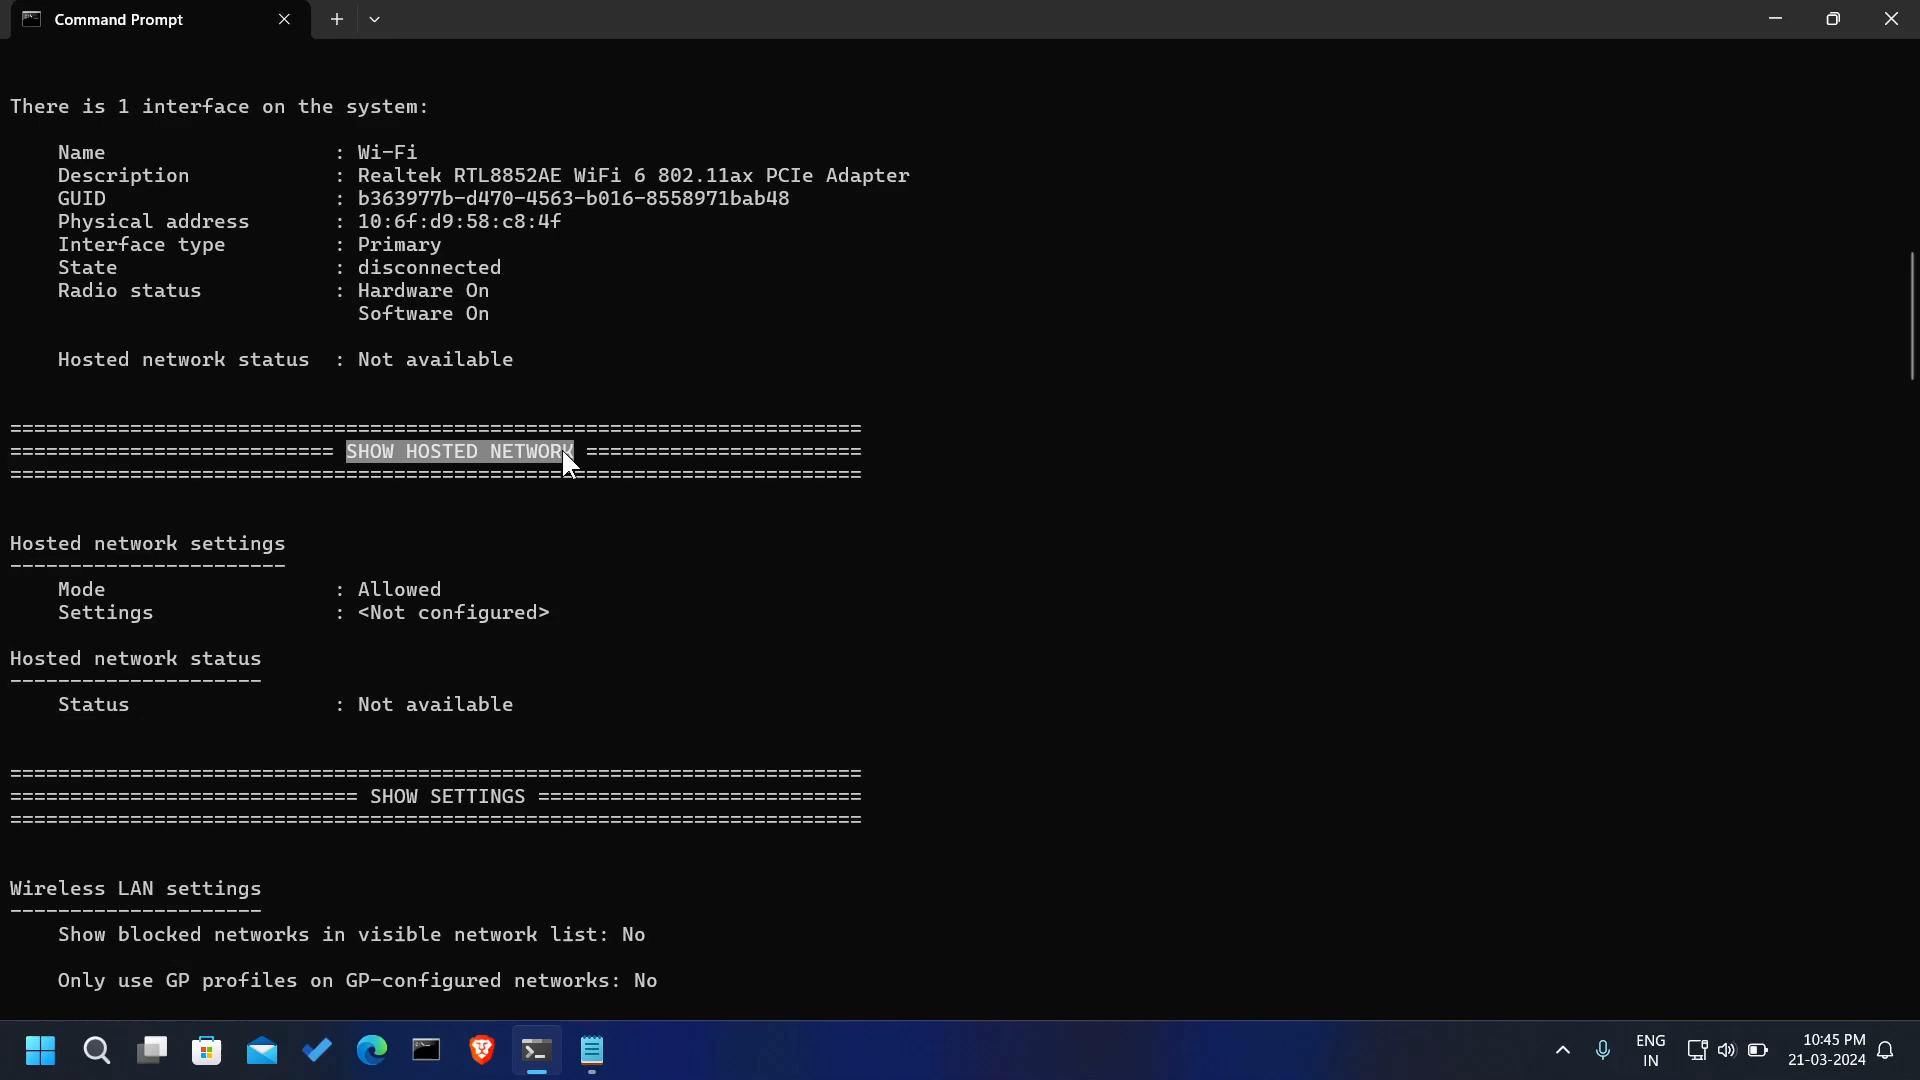 Command Prompt
There is 1 interface on the system:
Name : Wi-Fi
Description : Realtek RTL8852AE WiFi 6 802.11ax PCIe Adapter
GUID : b363977b-d470-4563-b016-8558971bab48
Physical address : 10:6f:d9:58:c8:4f
Interface type : Primary
State : disconnected
Radio status : Hardware On
Software On
Hosted network status : Not available
=======================================================================
=========================== SHOW HOSTED NETWORK =======================
=======================================================================
Hosted network settings
-----------------------
Mode : Allowed
Settings : <Not configured>
Hosted network status
---------------------
Status : Not available
=======================================================================
============================= SHOW SETTINGS ===========================
=======================================================================
Wireless LAN settings
---------------------
Show blocked networks in visible network list: No
Only use GP profiles on GP-configured networks: No
ENG
IN
10:45 PM
21-03-2024